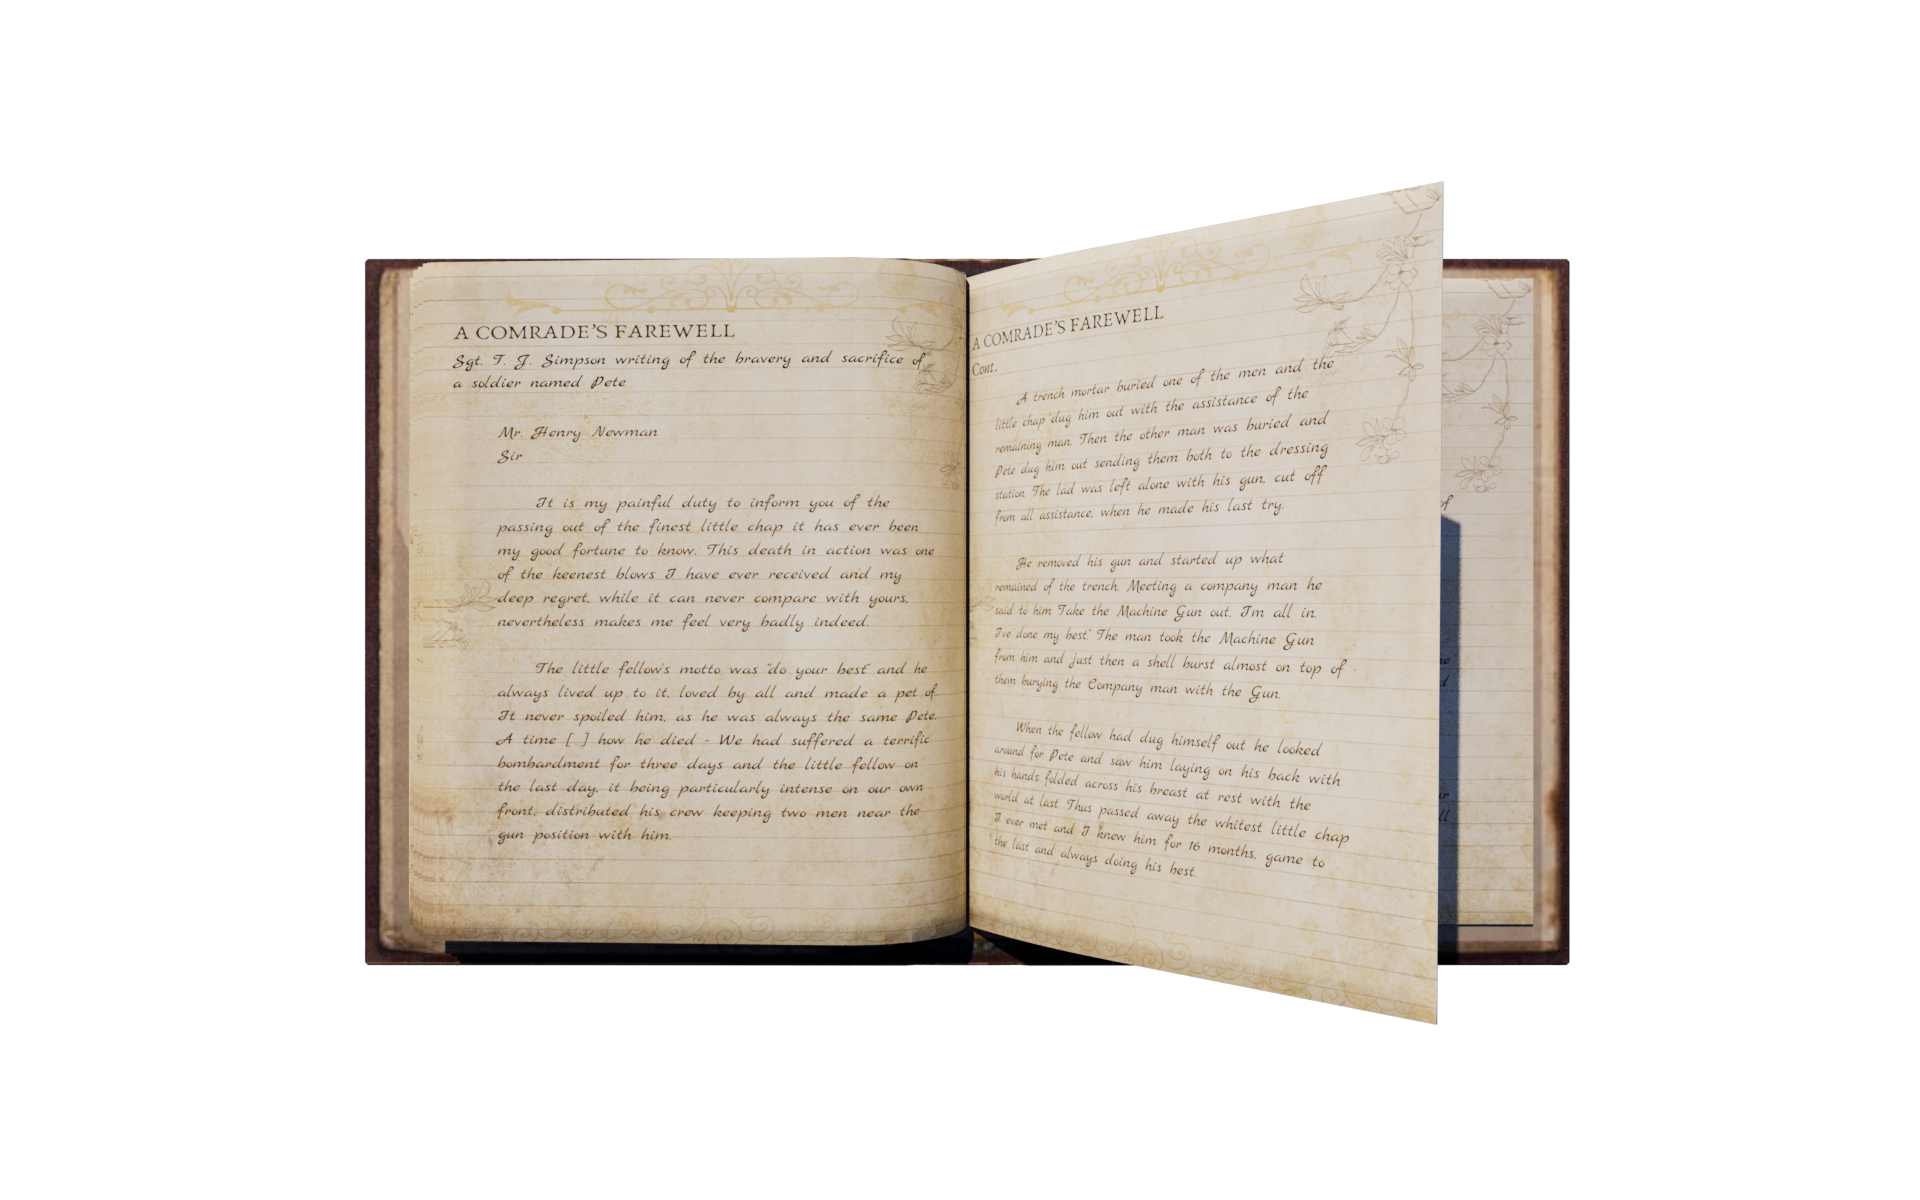 A COMRADE'S FAREWELL
Sgt. T. J. Simpson writing of the bravery and sacrifice of
a soldier named Pete
Mr. Henry Newman
Sir
It is my painful duty to inform you of the
passing out of the finest little chap it has ever been
my good fortune to know. This death in action was one
of the keenest blows I have ever received and my
deep regret, while it can never compare with yours,
nevertheless makes me feel very badly indeed.
The little fellow's motto was "do your best" and he
always lived up to it, loved by all and made a pet of.
It never spoiled him, as he was always the same Pete.
A time [ ] how he died - We had suffered a terrific
bombardment for three days and the little fellow on
the last day, it being particularly intense on our own
front, distributed his crew keeping two men near the
gun position with him.
A COMRADE'S FAREWELL
Cont.
A trench mortar buried one of the men and the
little chap dug him out with the assistance of the
remaining man. Then the other man was buried and
Pete dug him out sending them both to the dressing
station. The lad was left alone with his gun, cut off
from all assistance, when he made his last try.
He removed his gun and started up what
remained of the trench. Meeting a company man he
said to him Take the Machine Gun out. I'm all in.
I've done my best." The man took the Machine Gun
from him and just then a shell burst almost on top of
them burying the Company man with the Gun.
When the fellow had dug himself out he looked
around for Pete and saw him laying on his back with
his hands folded across his breast at rest with the
world at last. Thus passed away the whitest little chap
I ever met and I knew him for 16 months, game to
the last and always doing his best.
of